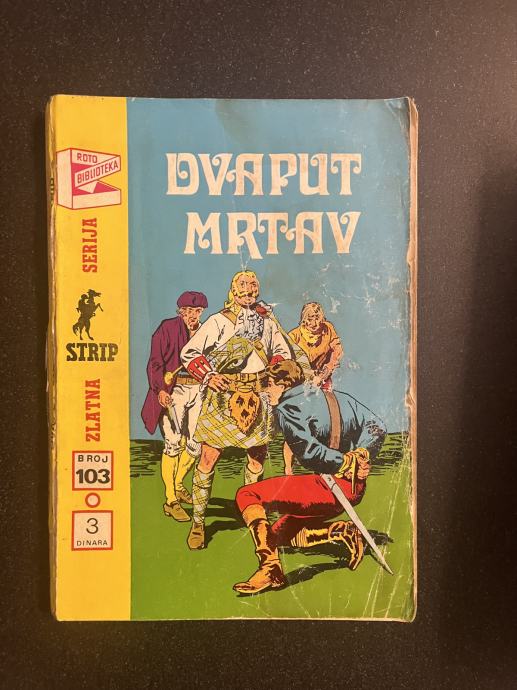 DVAPUT
MRTAV
ROTO
BIBLIOTEKA
ZLATNA
SERIJA
STRIP
BROJ
103
3
DINARA